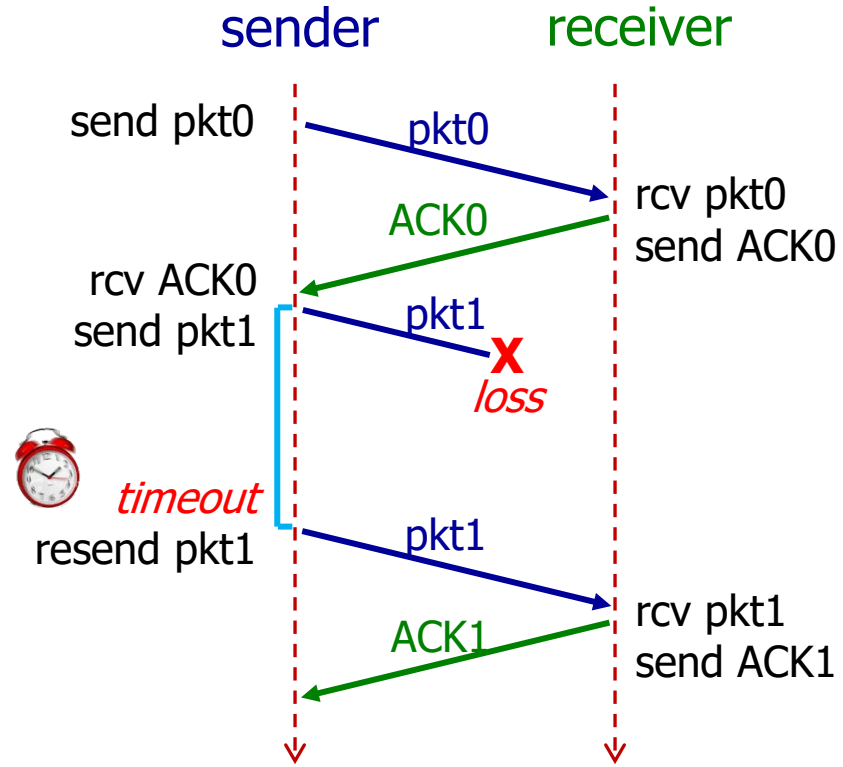 sender
receiver
send pkt0
pkt0
rcv pkt0
send ACK0
ACK0
rcv ACK0
send pkt1
pkt1
X
loss
timeout
resend pkt1
pkt1
rcv pkt1
send ACK1
ACK1